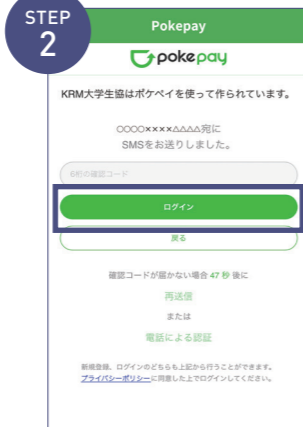 STEP
2
Pokepay
pokepay
KRM大学生協はポケペイを使って作られています。
○○○○××××△△△△宛に
SMSをお送りしました。
6桁の確認コード
ログイン
戻る
確認コードが届かない場合 47 秒 後に
再送信
または
電話による認証
新規登録、ログインのどちらも上記から行うことができます。
プライバシーポリシーに同意した上でログインしてください。